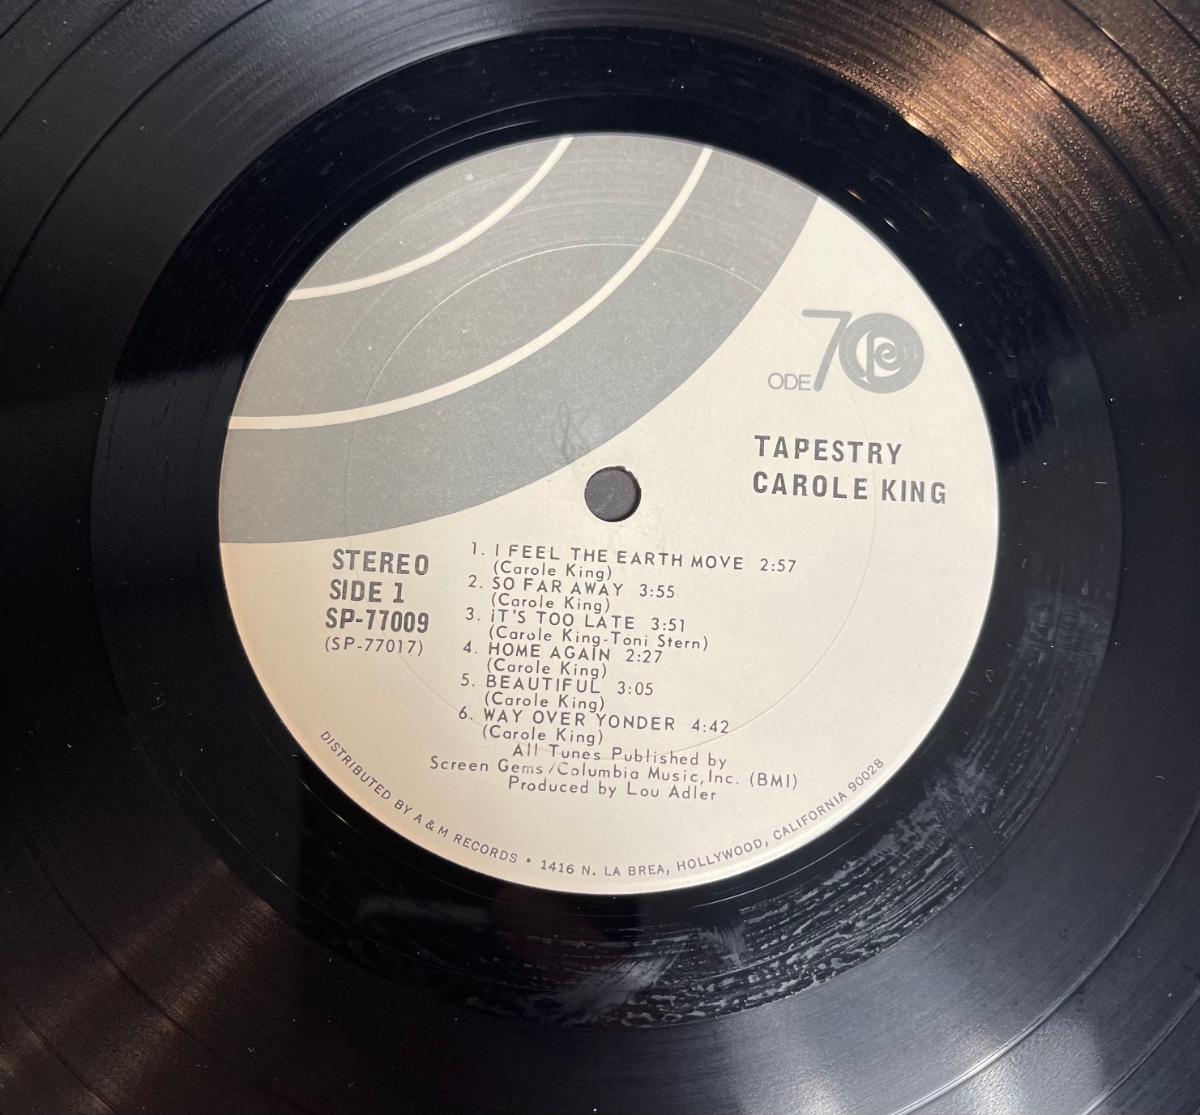 ODE 70
TAPESTRY
CAROLE KING
STEREO
SIDE 1
SP-77009
(SP-77017)
1. I FEEL THE EARTH MOVE 2:57
(Carole King)
2. SO FAR AWAY 3:55
(Carole King)
3. IT'S TOO LATE 3:51
(Carole King-Toni Stern)
4. HOME AGAIN 2:27
(Carole King)
5. BEAUTIFUL 3:05
(Carole King)
6. WAY OVER YONDER 4:42
(Carole King)
All Tunes Published by
Screen Gems/Columbia Music, Inc. (BMI)
Produced by Lou Adler
DISTRIBUTED BY A & M RECORDS • 1416 N. LA BREA, HOLLYWOOD, CALIFORNIA 90028